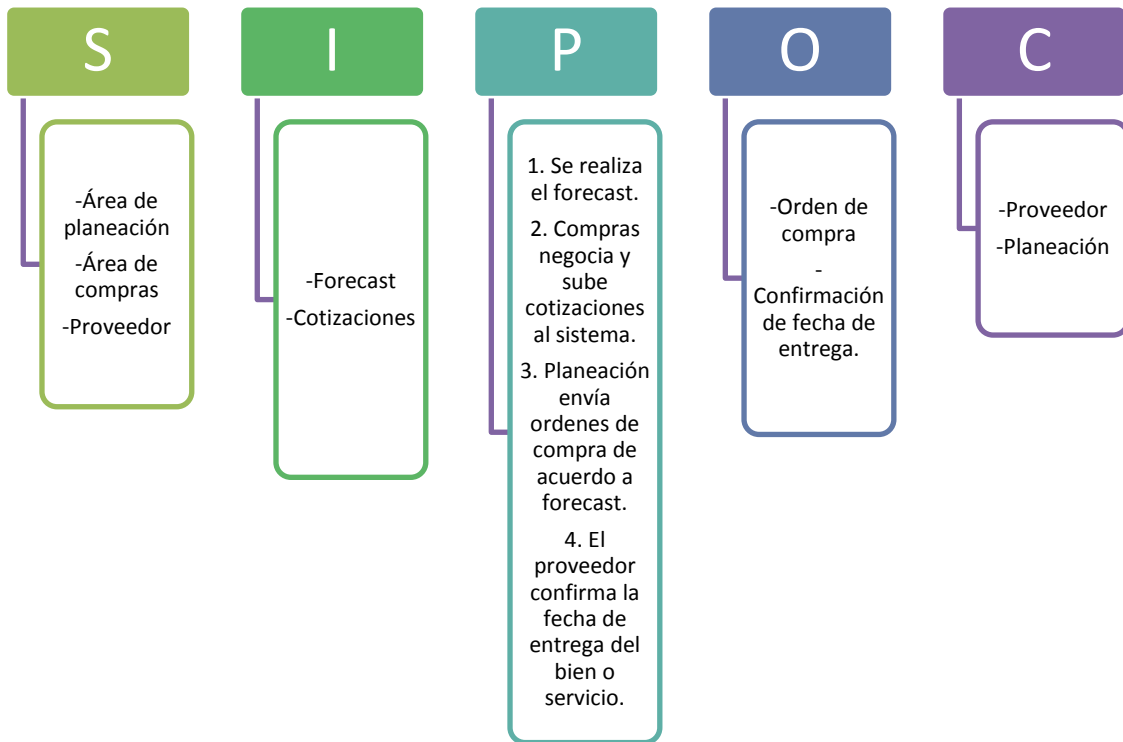 S
I
P
O
C
-Área de
planeación
-Área de
compras
-Proveedor
-Forecast
-Cotizaciones
1. Se realiza
el forecast.
2. Compras
negocia y
sube
cotizaciones
al sistema.
3. Planeación
envía
ordenes de
compra de
acuerdo a
forecast.
4. El
proveedor
confirma la
fecha de
entrega del
bien o
servicio.
-Orden de
compra
-
Confirmación
de fecha de
entrega.
-Proveedor
-Planeación